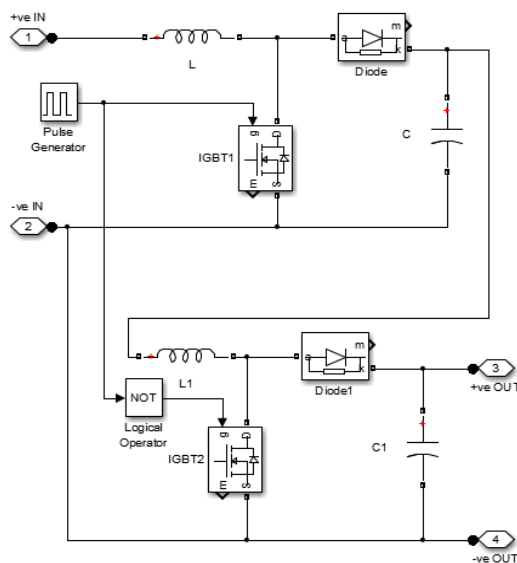 +ve IN
1
L
a
m
k
Diode
Pulse
Generator
g
D
IGBT1
m
S
C
-ve IN
2
L1
a
m
k
Diode1
3
+ve OUT
NOT
Logical
Operator
g
D
IGBT2
m
S
C1
4
-ve OUT